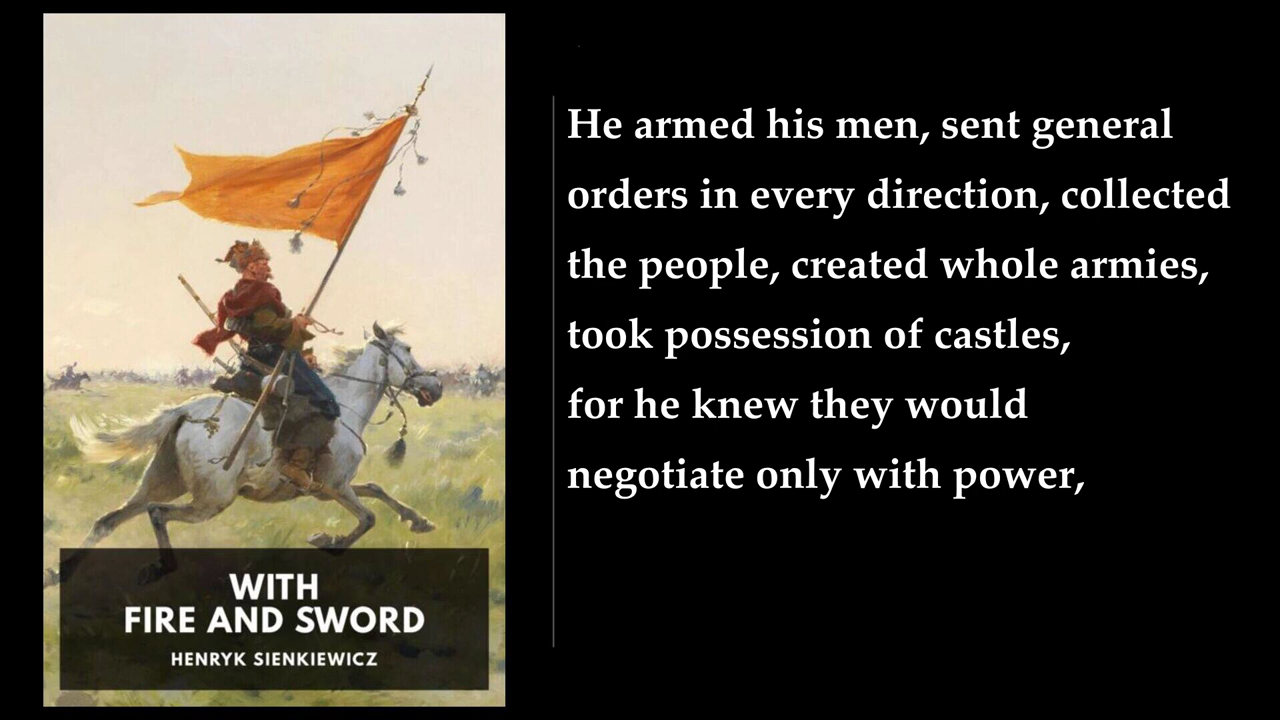 WITH
FIRE AND SWORD
HENRYK SIENKIEWICZ
He armed his men, sent general
orders in every direction, collected
the people, created whole armies,
took possession of castles,
for he knew they would
negotiate only with power,